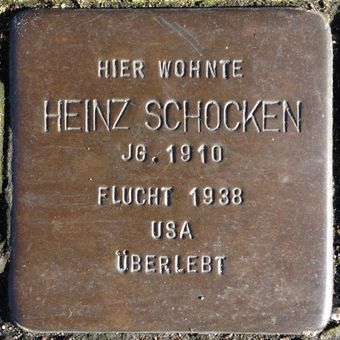 HIER WOHNTE
HEINZ SCHOCKEN
JG. 1910
FLUCHT 1938
USA
ÜBERLEBT